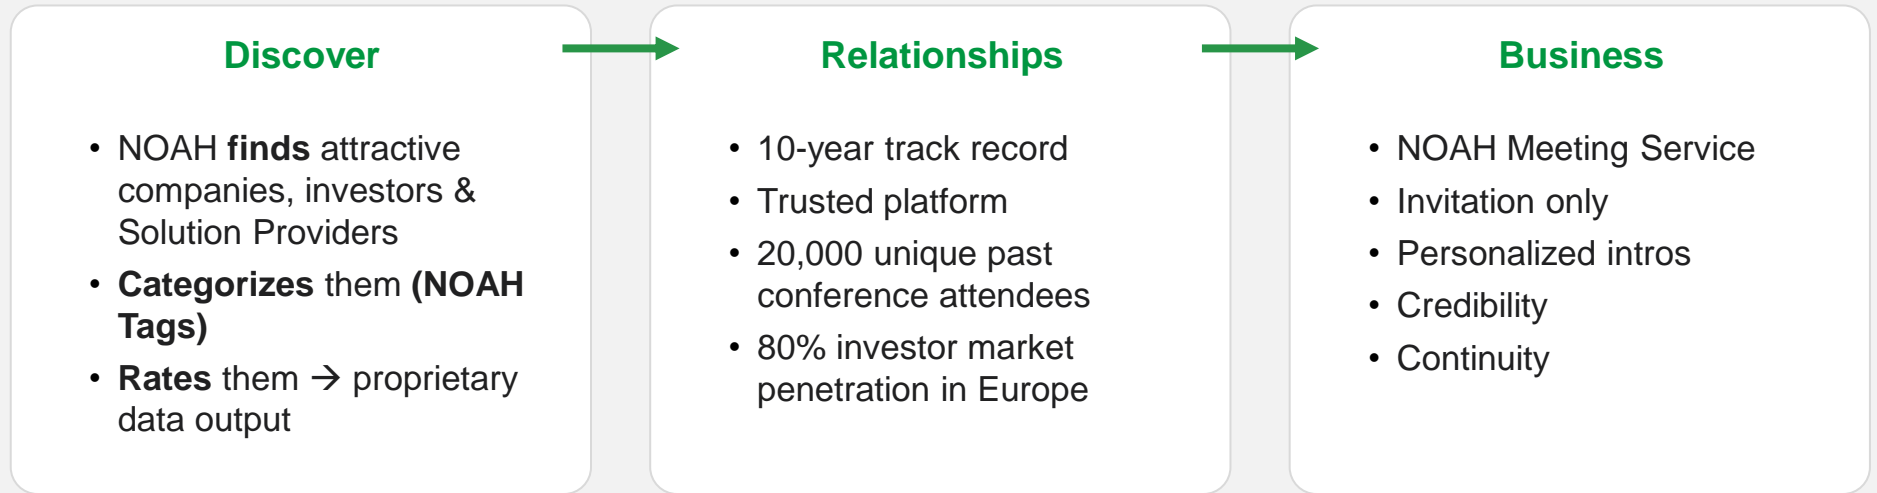 Discover
• NOAH finds attractive
companies, investors &
Solution Providers
• Categorizes them (NOAH
Tags)
• Rates them → proprietary
data output
Relationships
• 10-year track record
• Trusted platform
• 20,000 unique past
conference attendees
• 80% investor market
penetration in Europe
Business
• NOAH Meeting Service
• Invitation only
• Personalized intros
• Credibility
• Continuity